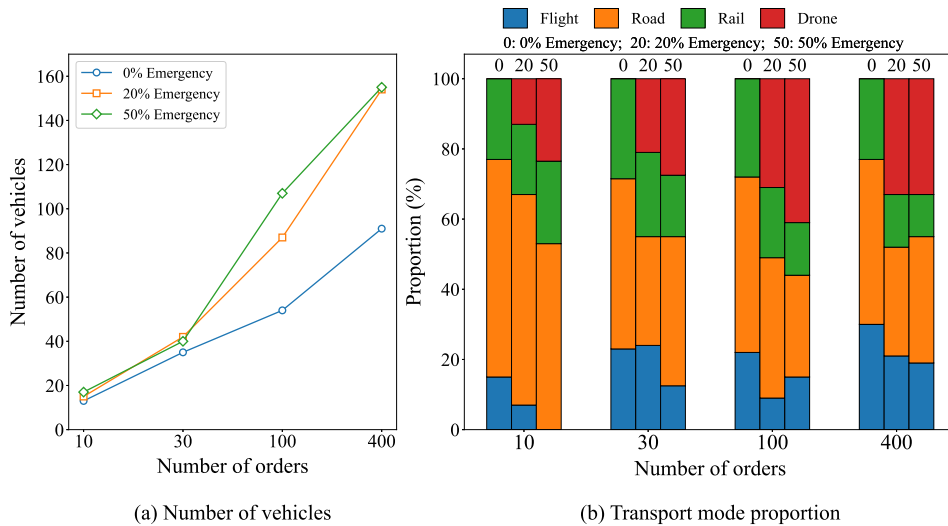 Flight Road Rail Drone
0: 0% Emergency; 20: 20% Emergency; 50: 50% Emergency
0% Emergency
20% Emergency
50% Emergency
Number of vehicles
160
140
120
100
80
60
40
20
0
10 30 100 400
Number of orders
(a) Number of vehicles
0 20 50 0 20 50 0 20 50 0 20 50
Proportion (%)
100
80
60
40
20
0
10 30 100 400
Number of orders
(b) Transport mode proportion